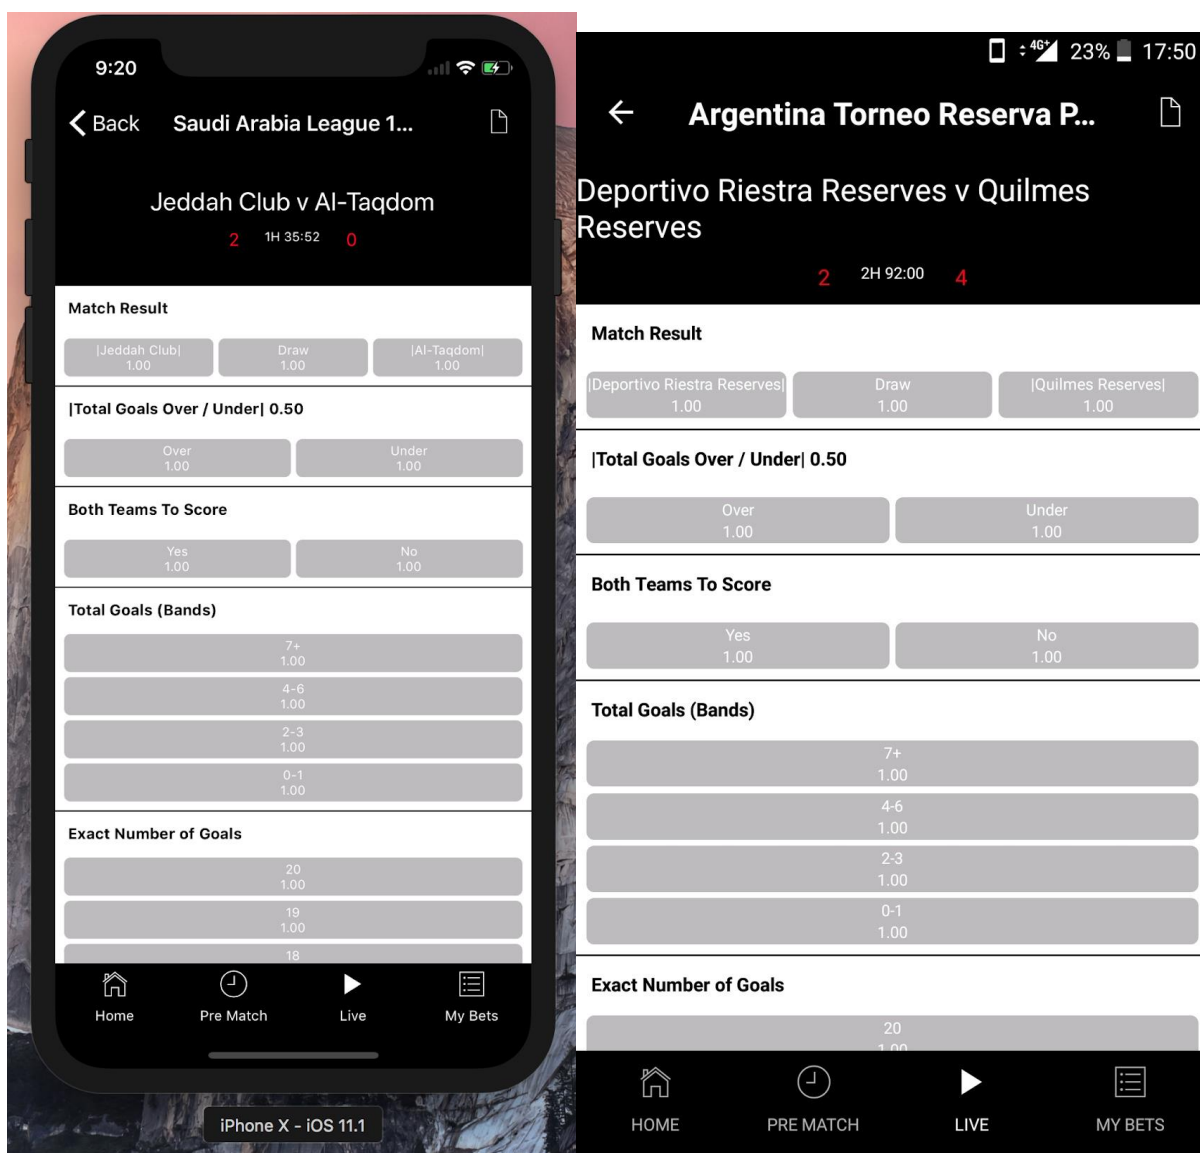 9:20
Back Saudi Arabia League 1...
Jeddah Club v Al-Taqdom
2 1H 35:52 0
Match Result
|Jeddah Club| Draw |Al-Taqdom|
1.00 1.00 1.00
|Total Goals Over / Under| 0.50
Over Under
1.00 1.00
Both Teams To Score
Yes No
1.00 1.00
Total Goals (Bands)
7+
1.00
4-6
1.00
2-3
1.00
0-1
1.00
Exact Number of Goals
20
1.00
19
1.00
18
Home Pre Match Live My Bets
iPhone X - iOS 11.1
4G+ 23% 17:50
Argentina Torneo Reserva P...
Deportivo Riestra Reserves v Quilmes
Reserves
2 2H 92:00 4
Match Result
|Deportivo Riestra Reserves| Draw |Quilmes Reserves|
1.00 1.00 1.00
|Total Goals Over / Under| 0.50
Over Under
1.00 1.00
Both Teams To Score
Yes No
1.00 1.00
Total Goals (Bands)
7+
1.00
4-6
1.00
2-3
1.00
0-1
1.00
Exact Number of Goals
20
1.00
HOME PRE MATCH LIVE MY BETS